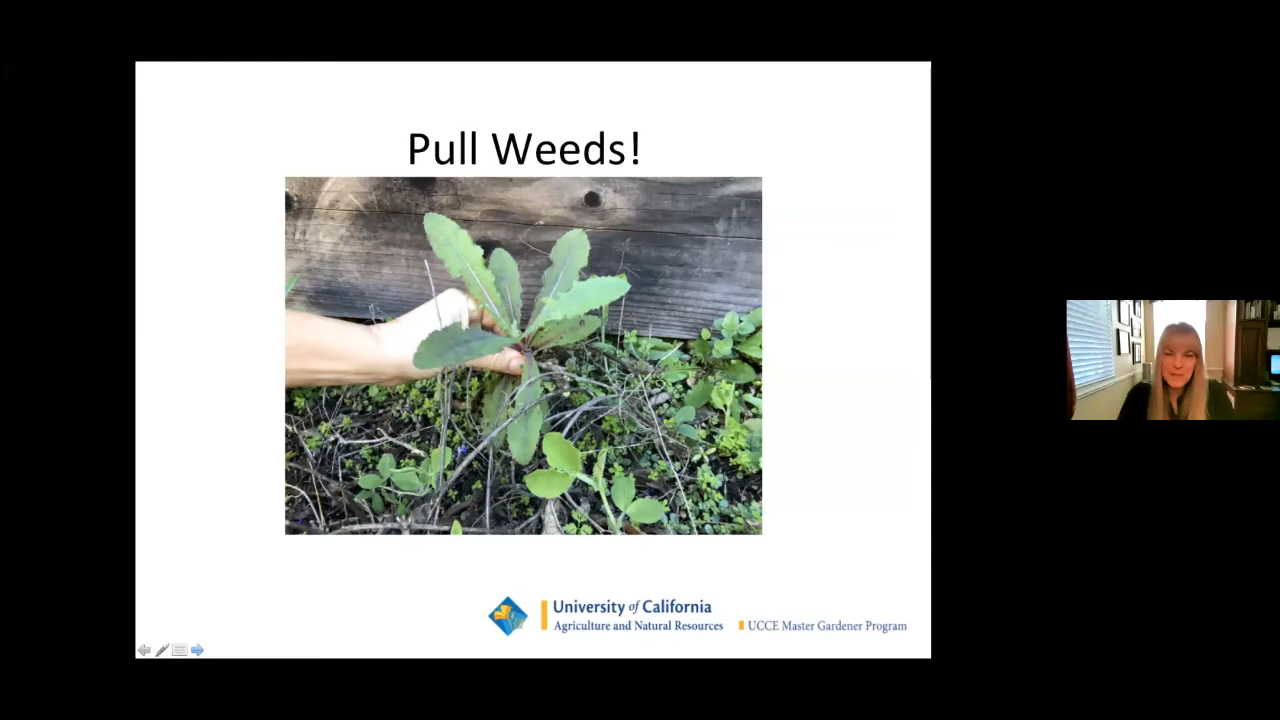 Pull Weeds!
University of California
Agriculture and Natural Resources
UCCE Master Gardener Program